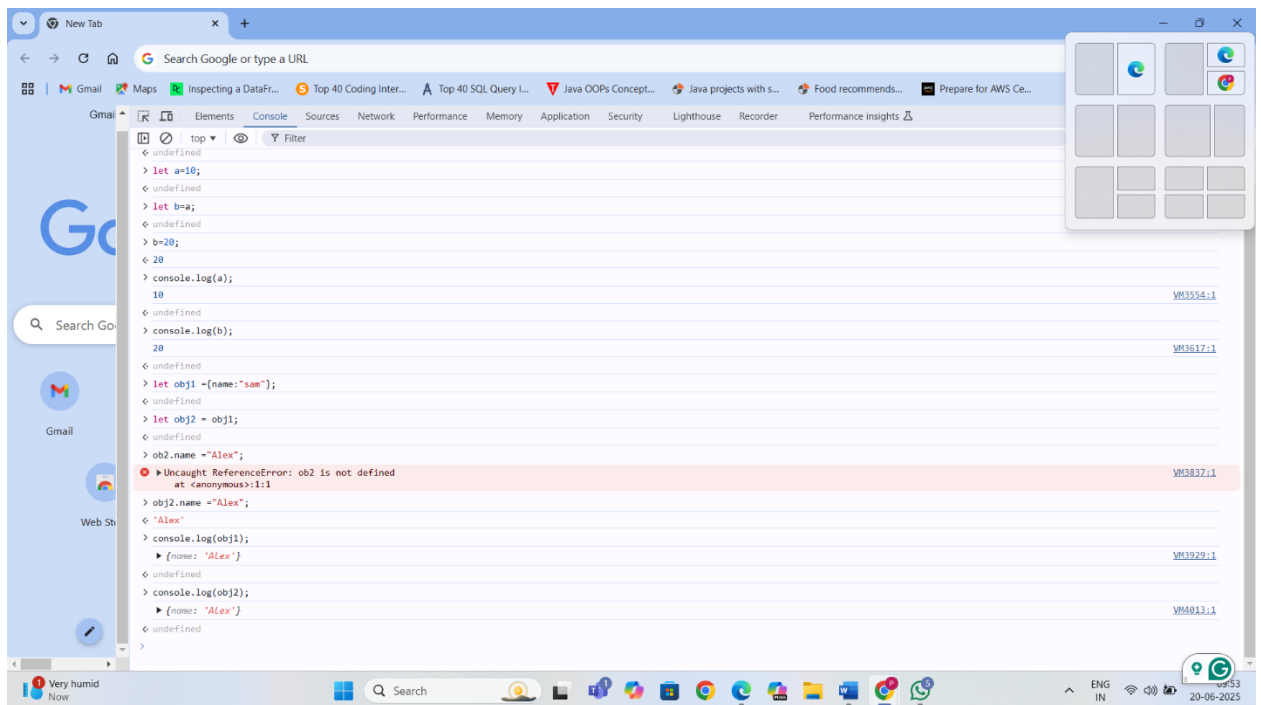 New Tab
Search Google or type a URL
Gmail Maps Inspecting a DataFr... Top 40 Coding Inter... Top 40 SQL Query I... Java OOPs Concept... Java projects with s... Food recommends... Prepare for AWS Ce...
Gmai Elements Console Sources Network Performance Memory Application Security Lighthouse Recorder Performance insights
top Filter
undefined
> let a=10;
undefined
> let b=a;
undefined
> b=20;
20
> console.log(a);
10 VM3554:1
undefined
> console.log(b);
20 VM3617:1
undefined
> let obj1 ={name:"sam"};
undefined
> let obj2 = obj1;
undefined
> ob2.name ="Alex";
Uncaught ReferenceError: ob2 is not defined VM3837:1
at <anonymous>:1:1
> obj2.name ="Alex";
'Alex'
> console.log(obj1);
{name: 'Alex'} VM3929:1
undefined
> console.log(obj2);
{name: 'Alex'} VM4013:1
undefined
>
Go
Search Go
Gmail
Web Sto
1 Very humid
Now
Search
ENG
IN
20-06-2025